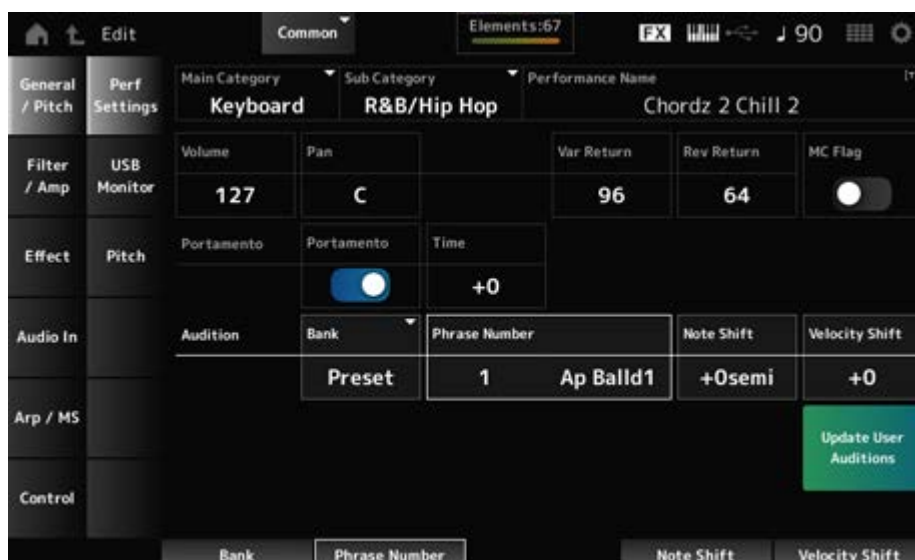 Edit
Common
Elements:67
FX
♩ 90
General / Pitch
Perf Settings
Main Category
Keyboard
Sub Category
R&B/Hip Hop
Performance Name
Chordz 2 Chill 2
Filter / Amp
USB Monitor
Volume
127
Pan
C
Var Return
96
Rev Return
64
MC Flag
Effect
Pitch
Portamento
Portamento
Time
+0
Audio In
Audition
Bank
Preset
Phrase Number
1 Ap Balld1
Note Shift
+0semi
Velocity Shift
+0
Arp / MS
Update User Auditions
Control
Bank
Phrase Number
Note Shift
Velocity Shift